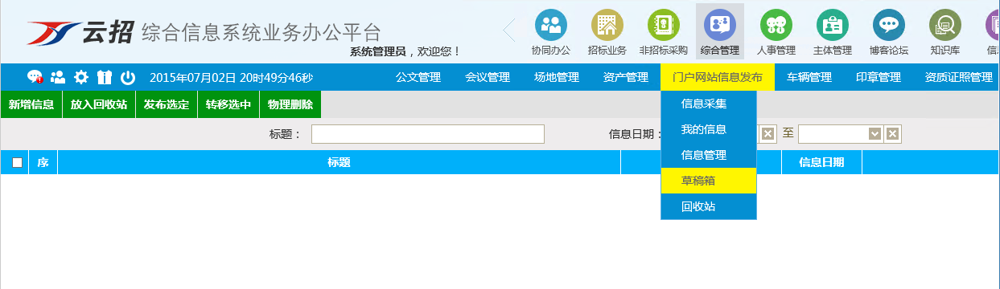 云招 综合信息系统业务办公平台
系统管理员，欢迎您！
协同办公 招标业务 非招标采购 综合管理 人事管理 主体管理 博客论坛 知识库
2015年07月02日 20时49分46秒 公文管理 会议管理 场地管理 资产管理 门户网站信息发布 车辆管理 印章管理 资质证照管理
新增信息 放入回收站 发布选定 转移选中 物理删除
标题： 信息日期： 至
序 标题 信息日期
信息采集
我的信息
信息管理
草稿箱
回收站